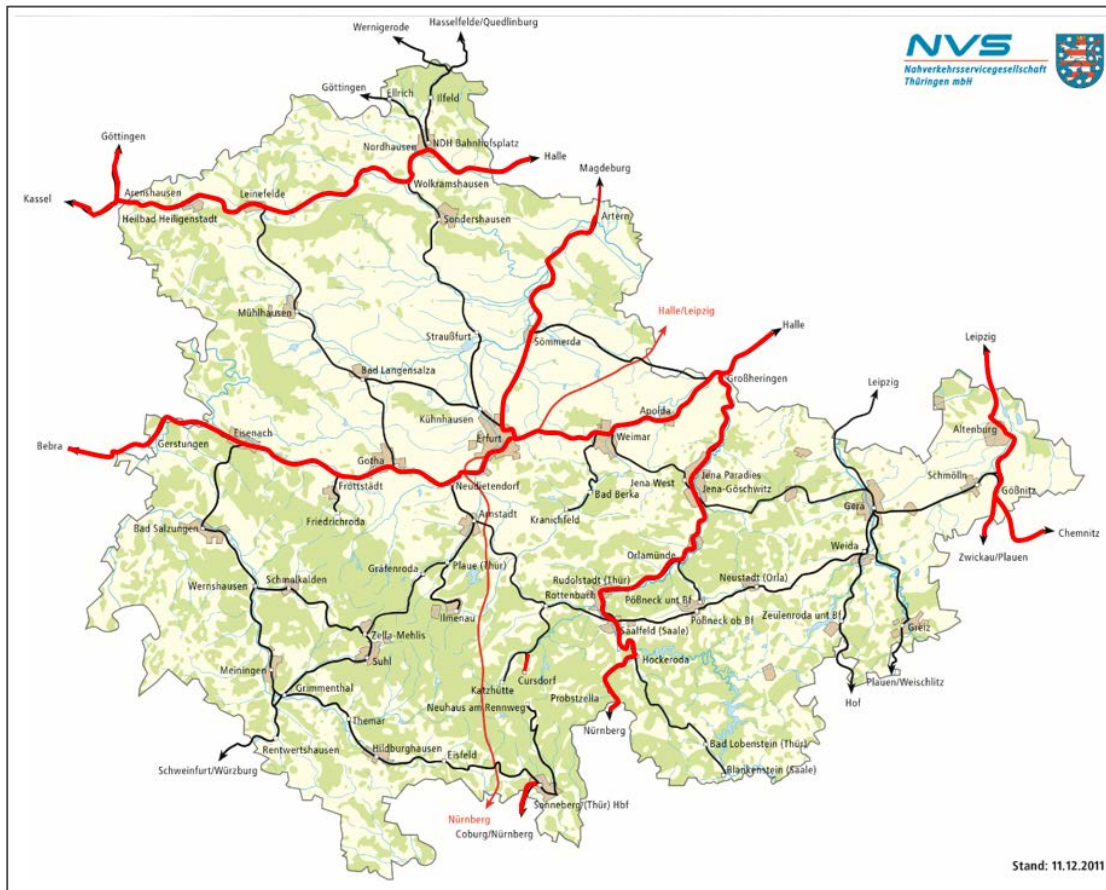 Hasselfelde/Quedlinburg
Wernigerode
NVS
Nahverkehrsservicegesellschaft
Thüringen mbH
Göttingen
Ellrich
Ilfeld
Göttingen
Nordhausen
NDH Bahnhofsplatz
Halle
Magdeburg
Kassel
Arenshausen
Leinefelde
Wolkramshausen
Heilbad Heiligenstadt
Sondershausen
Artern
Mühlhausen
Halle/Leipzig
Halle
Straußfurt
Sömmerda
Leipzig
Bad Langensalza
Großheringen
Leipzig
Kühnhausen
Apolda
Altenburg
Bebra
Gerstungen
Eisenach
Erfurt
Weimar
Gotha
Jena West
Jena Paradies
Jena-Göschwitz
Schmölln
Gößnitz
Fröttstädt
Neudietendorf
Bad Berka
Gera
Friedrichroda
Arnstadt
Kranichfeld
Bad Salzungen
Weida
Zwickau/Plauen
Chemnitz
Orlamünde
Gräfenroda
Plaue (Thür)
Wernshausen
Schmalkalden
Rudolstadt (Thür)
Rottenbach
Pößneck unt Bf
Neustadt (Orla)
Ilmenau
Pößneck ob Bf
Zeulenroda unt Bf
Greiz
Zella-Mehlis
Saalfeld (Saale)
Suhl
Hockeroda
Meiningen
Cursdorf
Plauen/Weischlitz
Grimmenthal
Katzhütte
Probstzella
Hof
Neuhaus am Rennweg
Themar
Nürnberg
Rentwertshausen
Hildburghausen
Eisfeld
Bad Lobenstein (Thür)
Schweinfurt/Würzburg
Blankenstein (Saale)
Sonneberg (Thür) Hbf
Nürnberg
Coburg/Nürnberg
Stand: 11.12.2011